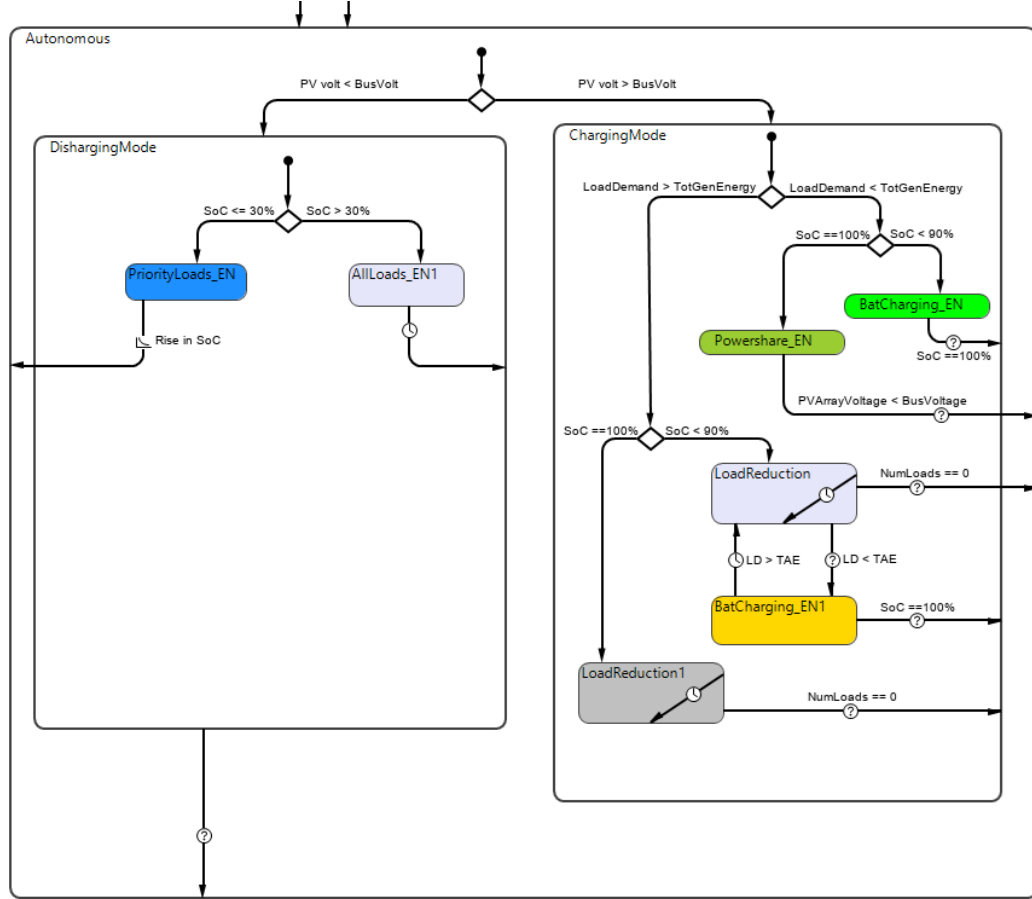 Autonomous
PV volt < BusVolt
PV volt > BusVolt
DishargingMode
SoC <= 30%
SoC > 30%
PriorityLoads_EN
AllLoads_EN1
Rise in SoC
?
ChargingMode
LoadDemand > TotGenEnergy
LoadDemand < TotGenEnergy
SoC ==100%
SoC < 90%
BatCharging_EN
?
SoC ==100%
Powershare_EN
PVArrayVoltage < BusVoltage
?
SoC ==100%
SoC < 90%
LoadReduction
NumLoads == 0
?
LD > TAE
? LD < TAE
BatCharging_EN1
SoC ==100%
?
LoadReduction1
NumLoads == 0
?